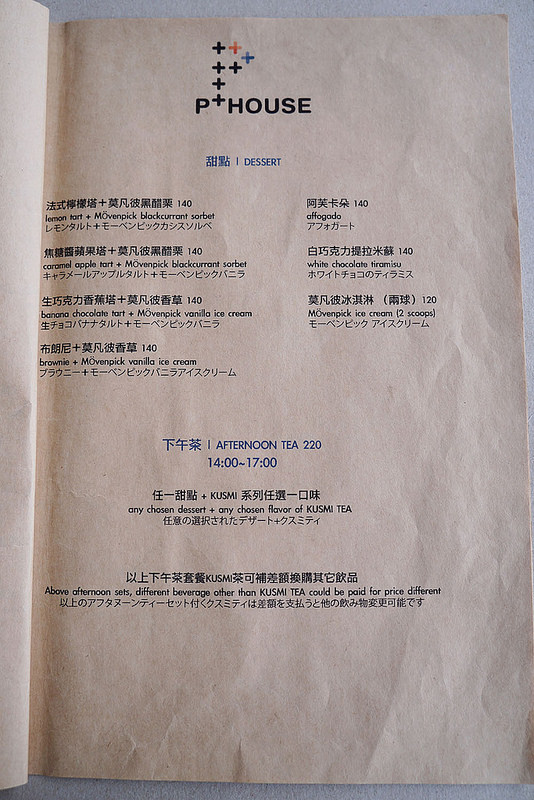 P+HOUSE
甜點 | DESSERT
法式檸檬塔+莫凡彼黑醋栗 140
lemon tart + MÖvenpick blackcurrant sorbet
レモンタルト+モーベンピックカシスソルベ
焦糖醬蘋果塔+莫凡彼黑醋栗 140
caramel apple tart + MÖvenpick blackcurrant sorbet
キャラメールアップルタルト+モーベンピックバニラ
生巧克力香蕉塔+莫凡彼香草 140
banana chocolate tart + MÖvenpick vanilla ice cream
生チョコバナナタルト+モーベンピックバニラ
布朗尼+莫凡彼香草 140
brownie + MÖvenpick vanilla ice cream
ブラウニー+モーベンピックバニラアイスクリーム
阿芙卡朵 140
affogado
アフォガート
白巧克力提拉米蘇 140
white chocolate tiramisu
ホワイトチョコのティラミス
莫凡彼冰淇淋 (兩球) 120
MÖvenpick ice cream (2 scoops)
モーベンピック アイスクリーム
下午茶 | AFTERNOON TEA 220
14:00~17:00
任一甜點 + KUSMI 系列任選一口味
any chosen dessert + any chosen flavor of KUSMI TEA
任意の選択されたデザート+クスミティ
以上下午茶套餐KUSMI茶可補差額換購其它飲品
Above afternoon sets, different beverage other than KUSMI TEA could be paid for price different
以上のアフタヌーンティーセット付くクスミティは差額を支払うと他の飲み物変更可能です